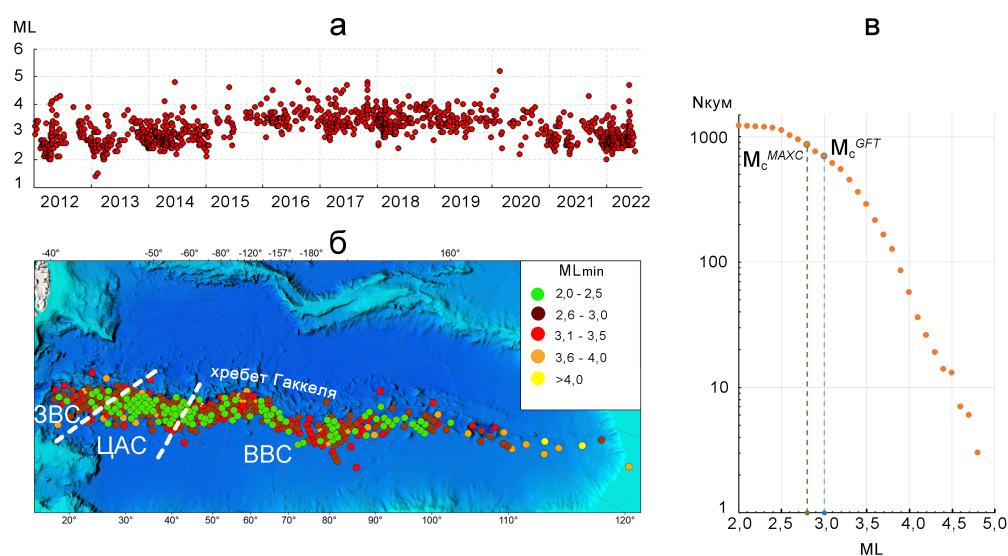 а
ML
6
5
4
3
2
1
2012 2013 2014 2015 2016 2017 2018 2019 2020 2021 2022
б
-40° -50° -60° -80° -120° -157° -180° 160°
MLmin
2,0 - 2,5
2,6 - 3,0
3,1 - 3,5
3,6 - 4,0
>4,0
хребет Гаккеля
ЗВС
ЦАС
ВВС
20° 30° 40° 50° 60° 70° 80° 90° 100° 110° 120°
в
Nкум
1000
100
10
1
Mc MAXC
Mc GFT
2,0 2,5 3,0 3,5 4,0 4,5 5,0
ML